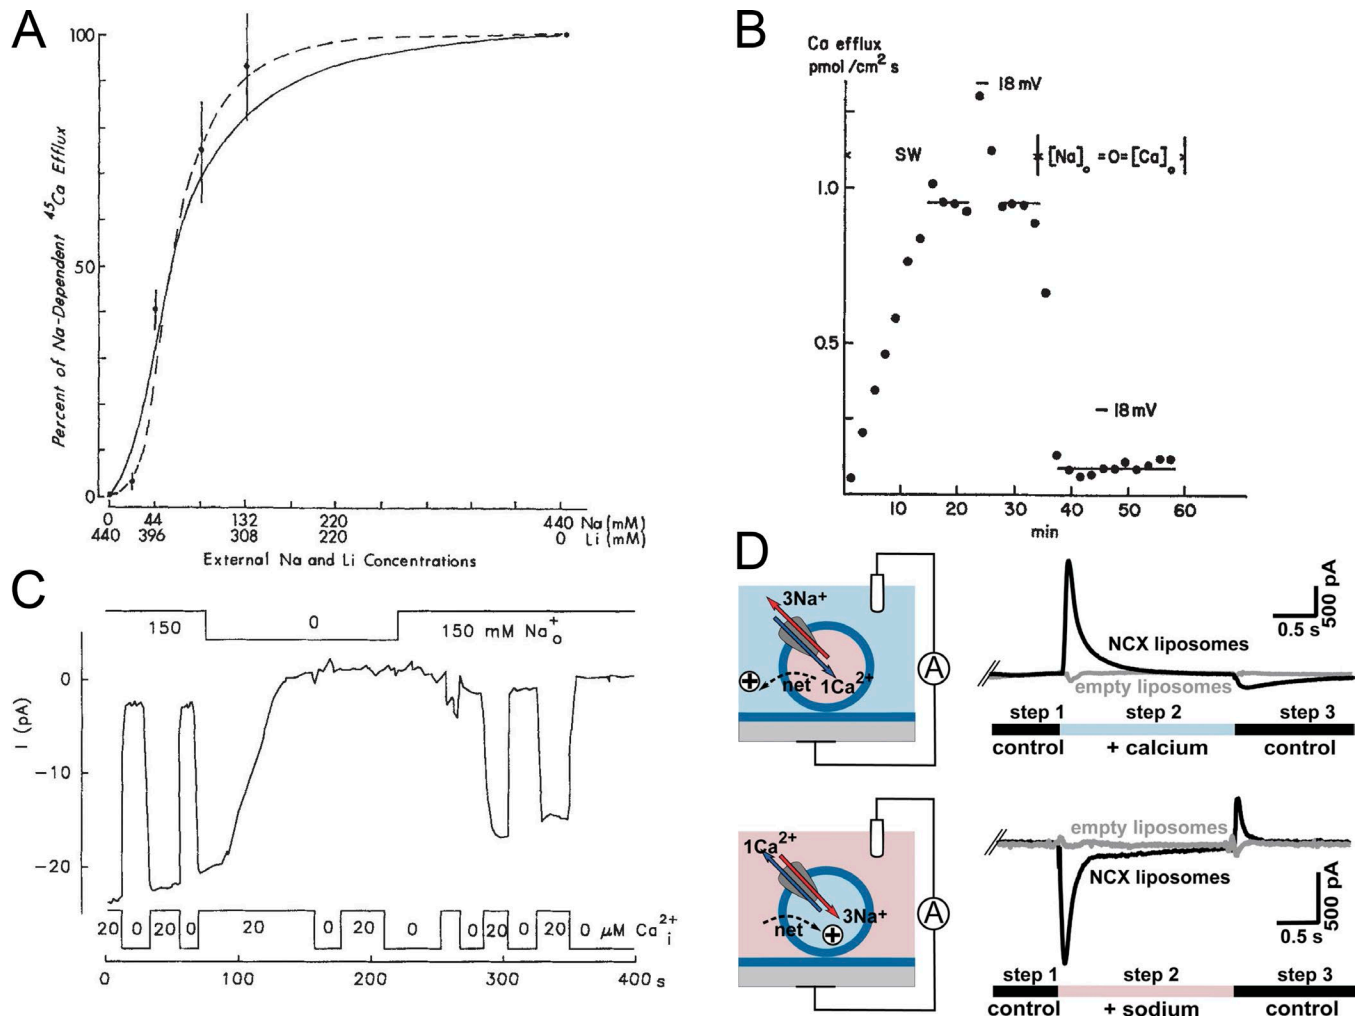 A
100
50
0
Percent of Na-Dependent ⁴⁵Ca Efflux
0 44 132 220 440 Na (mM)
440 396 308 220 0 Li (mM)
External Na and Li Concentrations
B
Ca efflux
pmol/cm² s
– 18 mV
SW
[Na]ₒ = O = [Ca]ₒ
1.0
0.5
– 18 mV
10 20 30 40 50 60
min
C
150 0 150 mM Na⁺ₒ
0
−10
−20
I (pA)
20 0 20 0 20 0 20 0 0 20 0 20 0 μM Ca²⁺ᵢ
0 100 200 300 400 s
D
3Na⁺
1Ca²⁺
net
+
A
500 pA
0.5 s
NCX liposomes
empty liposomes
step 1 step 2 step 3
control + calcium control
1Ca²⁺
3Na⁺
net
+
A
empty liposomes
NCX liposomes
500 pA
0.5 s
step 1 step 2 step 3
control + sodium control